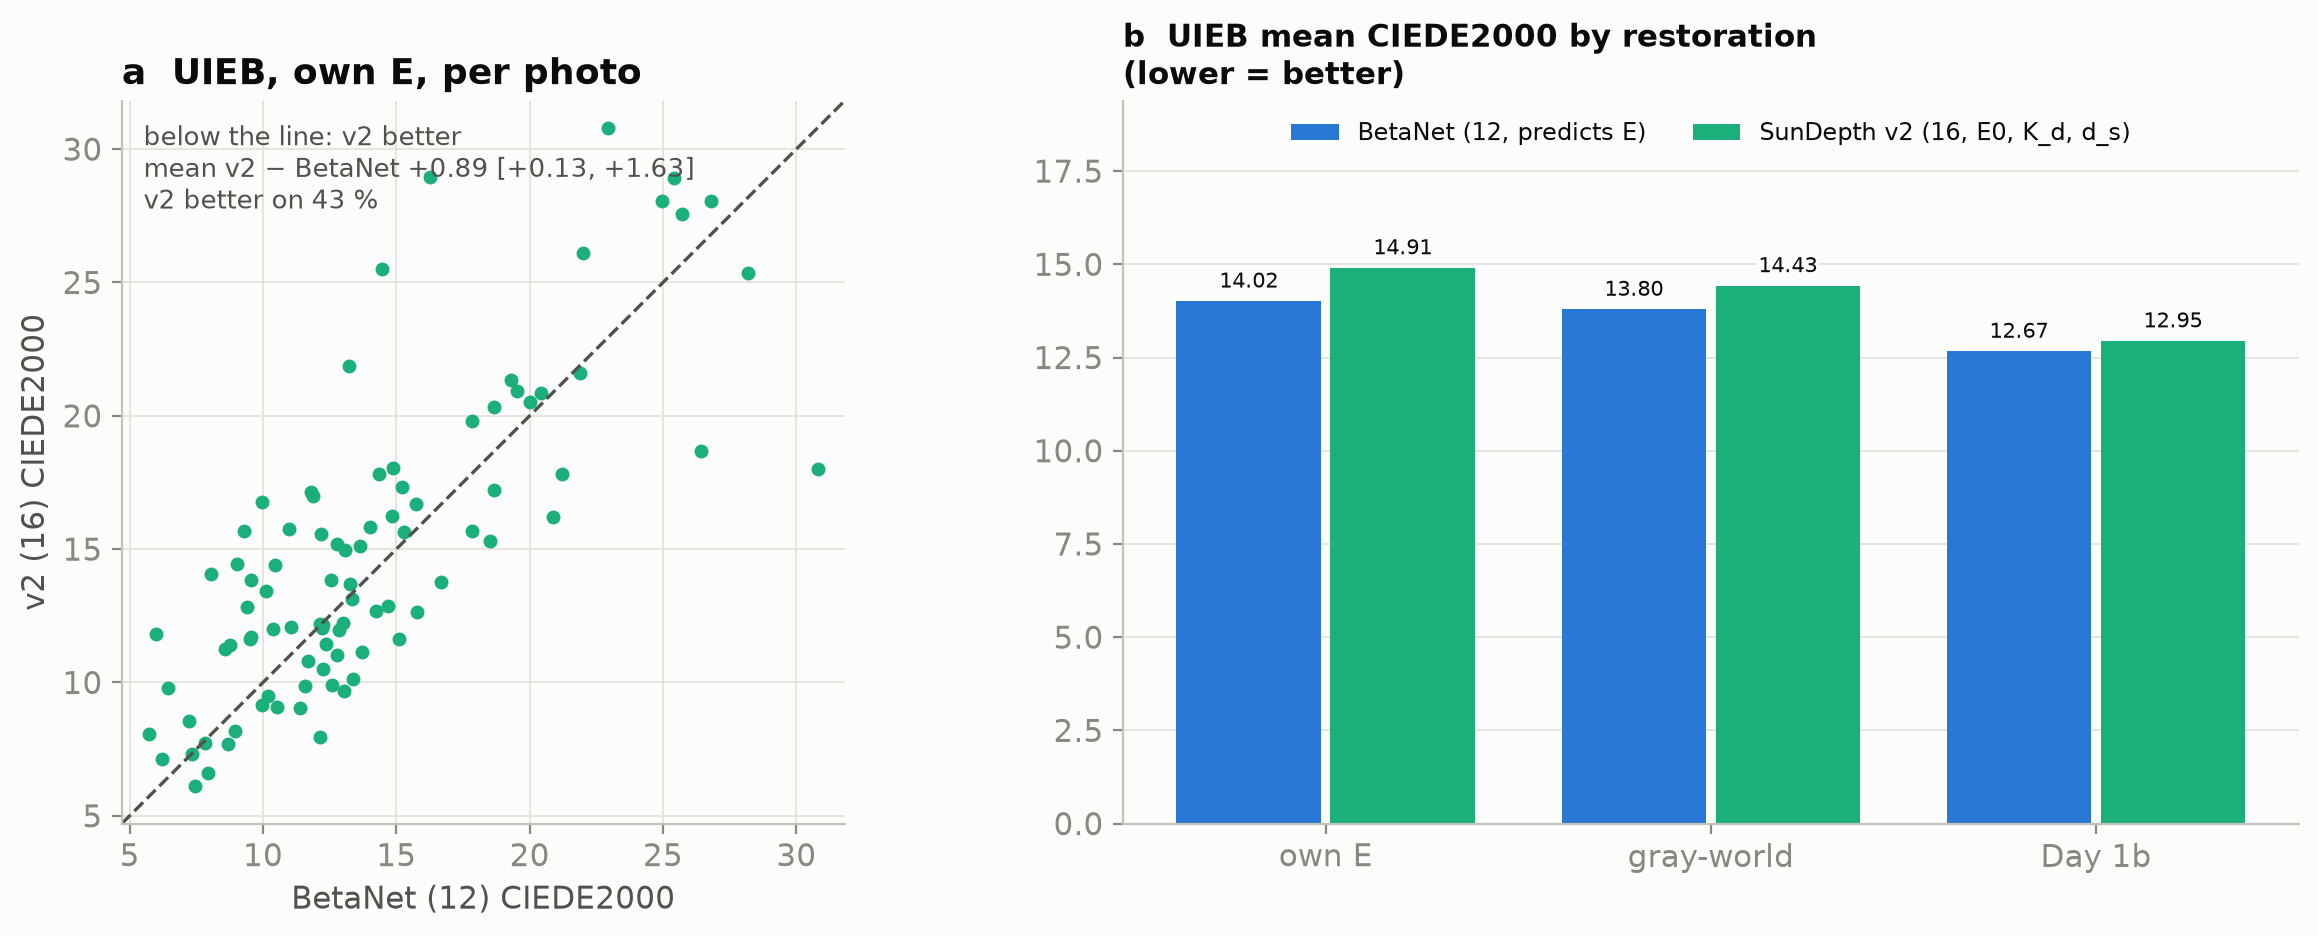 a  UIEB, own E, per photo
below the line: v2 better
mean v2 − BetaNet +0.89 [+0.13, +1.63]
v2 better on 43 %
30
25
20
15
10
5
v2 (16) CIEDE2000
5 10 15 20 25 30
BetaNet (12) CIEDE2000
b  UIEB mean CIEDE2000 by restoration
(lower = better)
BetaNet (12, predicts E) SunDepth v2 (16, E0, K_d, d_s)
17.5
15.0
12.5
10.0
7.5
5.0
2.5
0.0
14.02 14.91 13.80 14.43 12.67 12.95
own E gray-world Day 1b